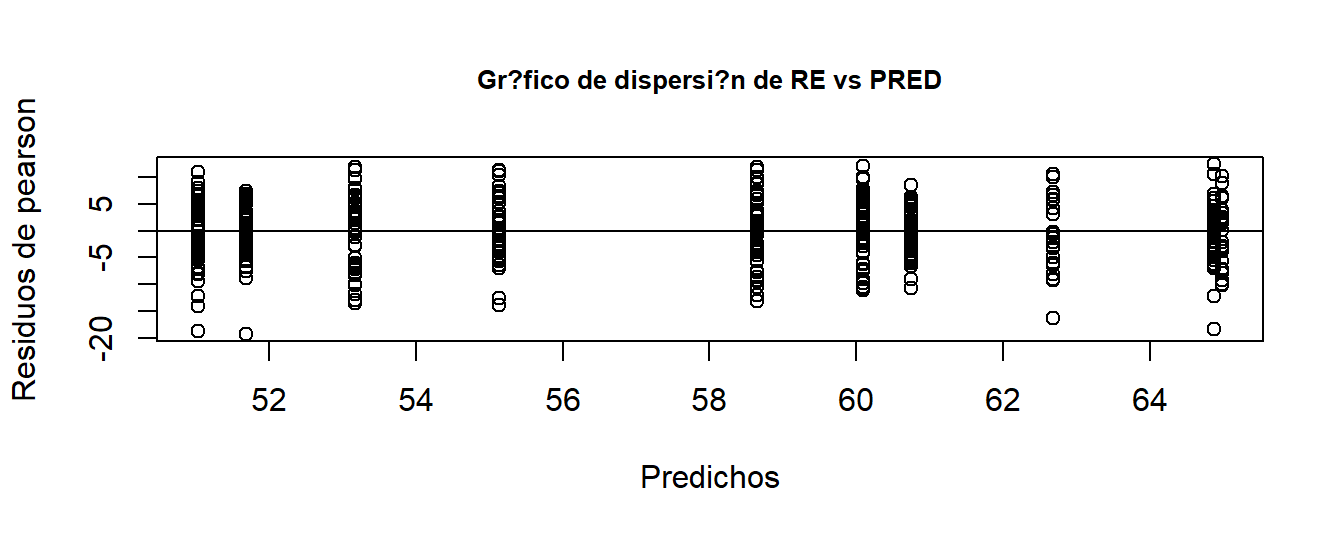 Gr?fico de dispersi?n de RE vs PRED
Residuos de pearson
5
-5
-20
52 54 56 58 60 62 64
Predichos